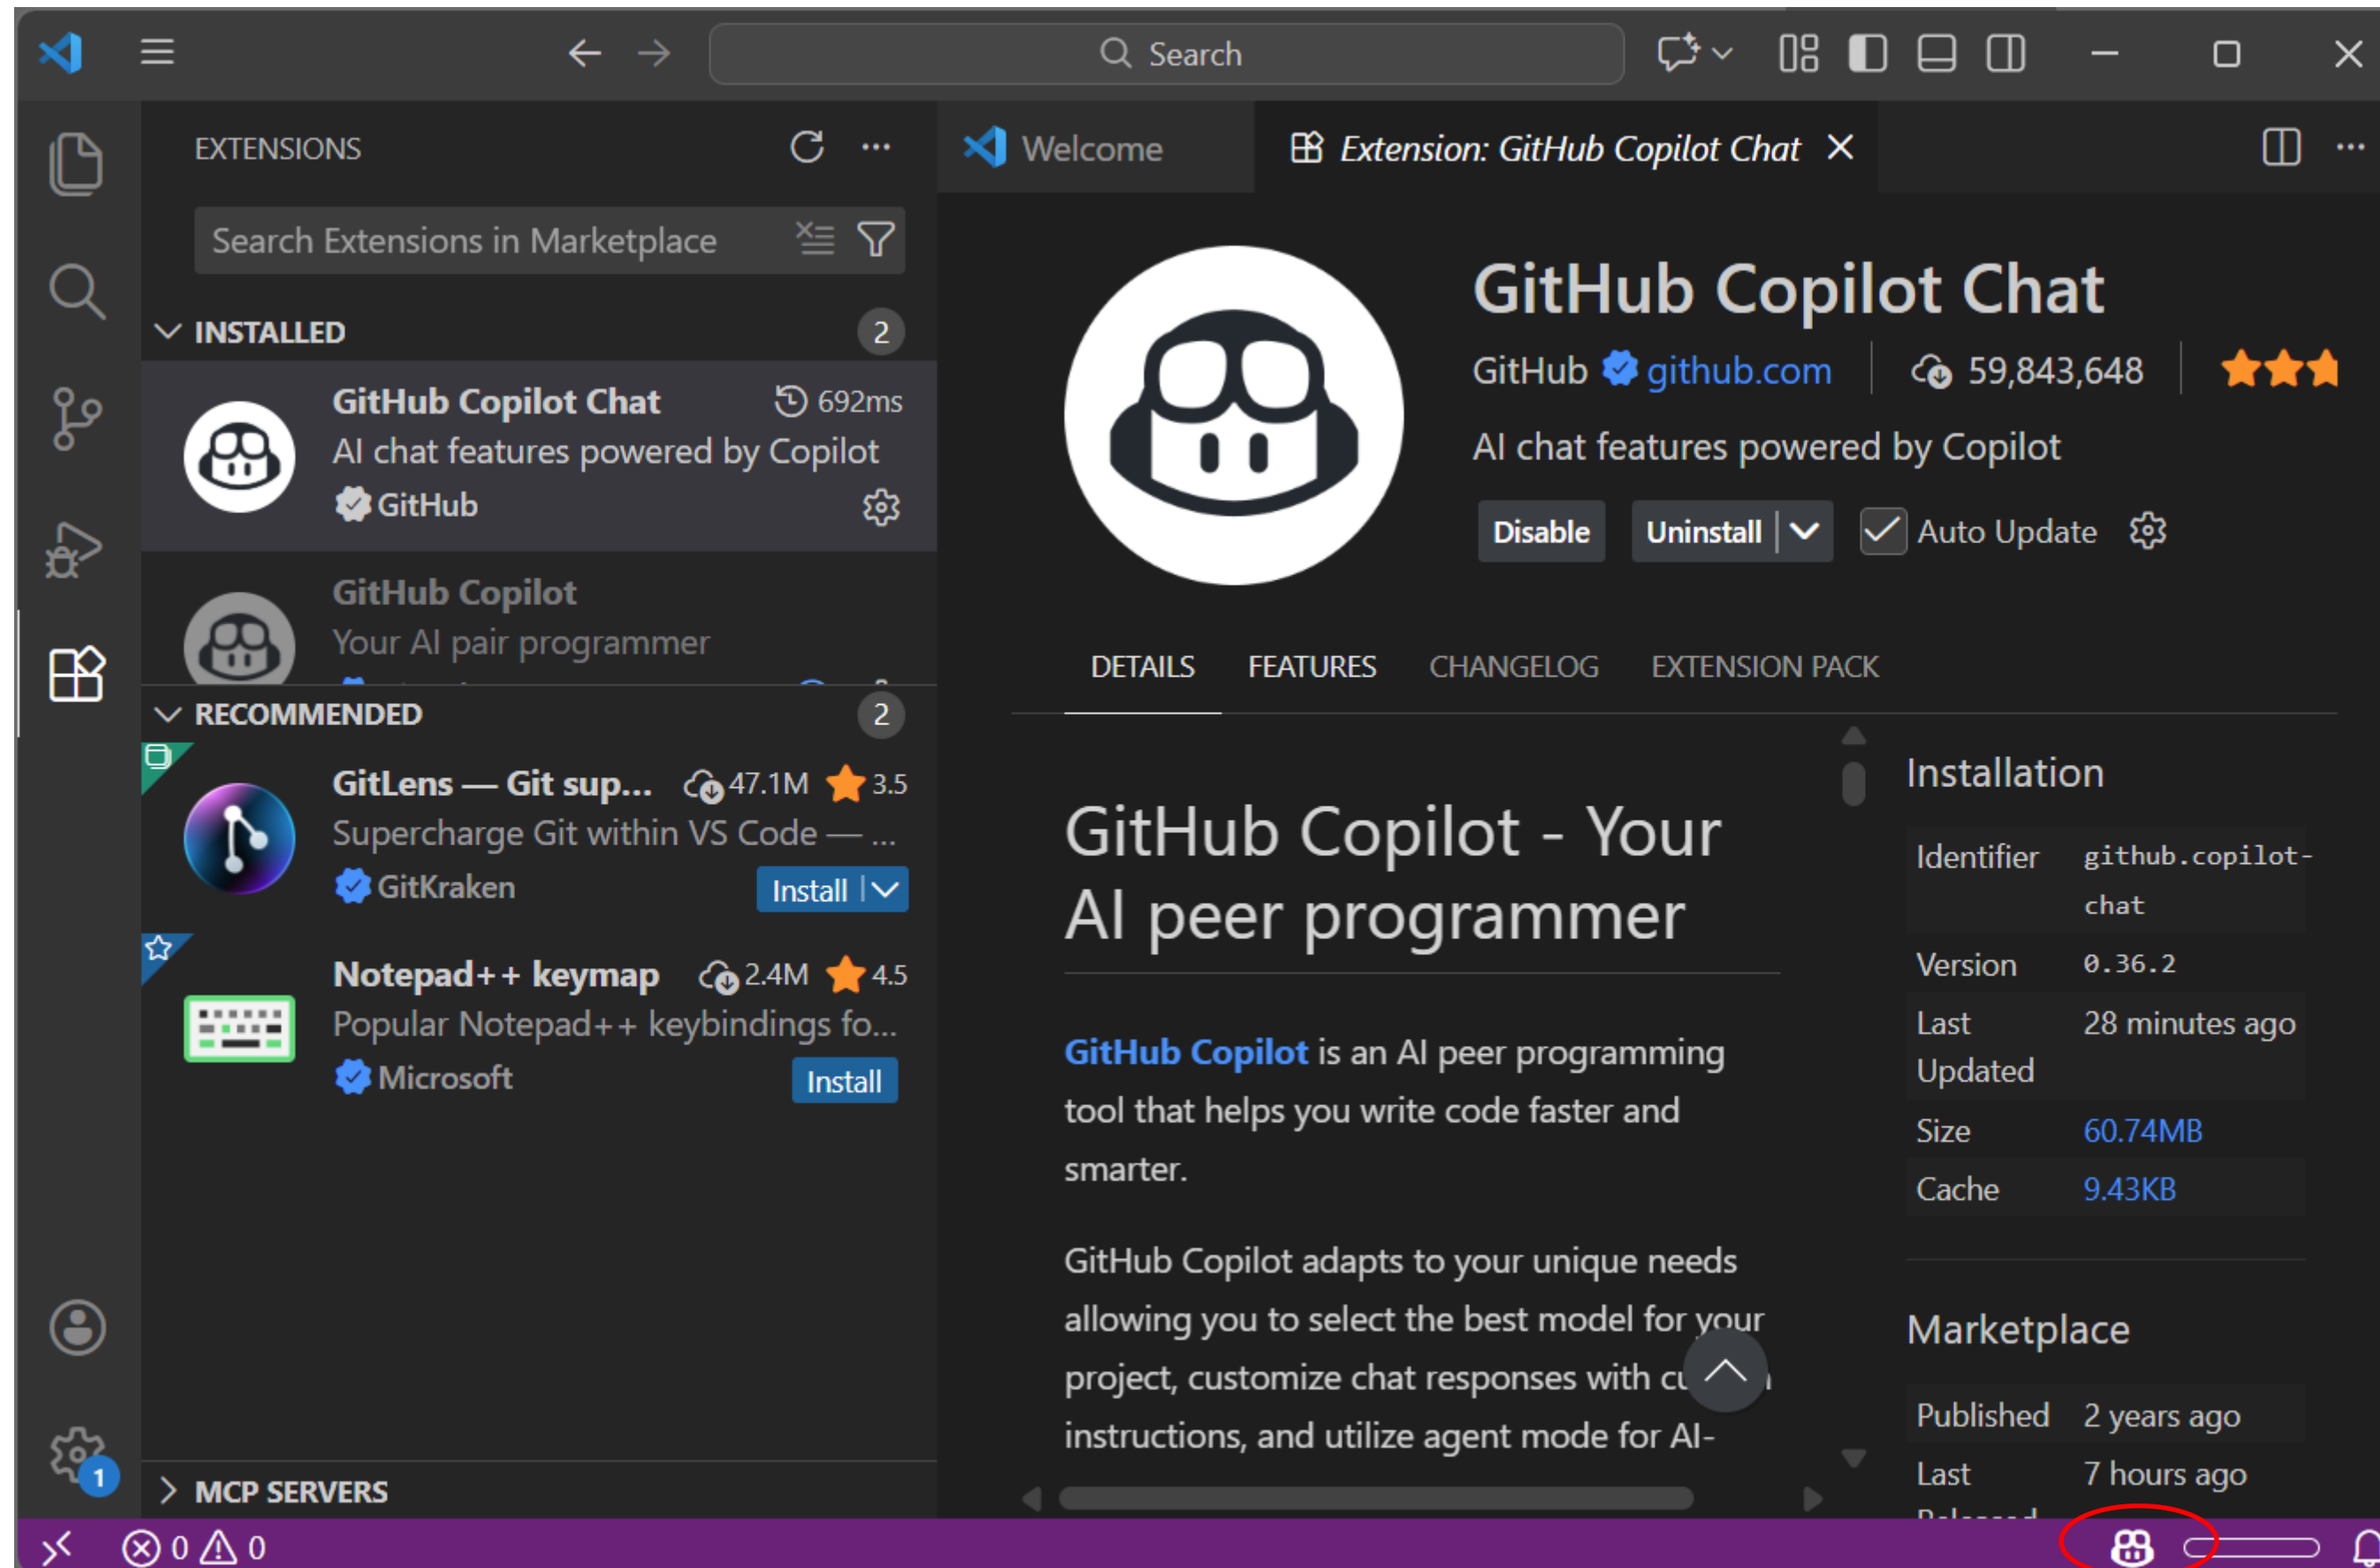 Search
EXTENSIONS
Search Extensions in Marketplace
INSTALLED 2
GitHub Copilot Chat 692ms
AI chat features powered by Copilot
GitHub
GitHub Copilot
Your AI pair programmer
RECOMMENDED 2
GitLens — Git sup... 47.1M 3.5
Supercharge Git within VS Code — ...
GitKraken Install
Notepad++ keymap 2.4M 4.5
Popular Notepad++ keybindings fo...
Microsoft Install
MCP SERVERS
1
Welcome
Extension: GitHub Copilot Chat
GitHub Copilot Chat
GitHub github.com 59,843,648
AI chat features powered by Copilot
Disable Uninstall Auto Update
DETAILS FEATURES CHANGELOG EXTENSION PACK
GitHub Copilot - Your
AI peer programmer
GitHub Copilot is an AI peer programming
tool that helps you write code faster and
smarter.
GitHub Copilot adapts to your unique needs
allowing you to select the best model for your
project, customize chat responses with
instructions, and utilize agent mode for AI-
Installation
Identifier github.copilot-
chat
Version 0.36.2
Last 28 minutes ago
Updated
Size 60.74MB
Cache 9.43KB
Marketplace
Published 2 years ago
Last 7 hours ago
0 0